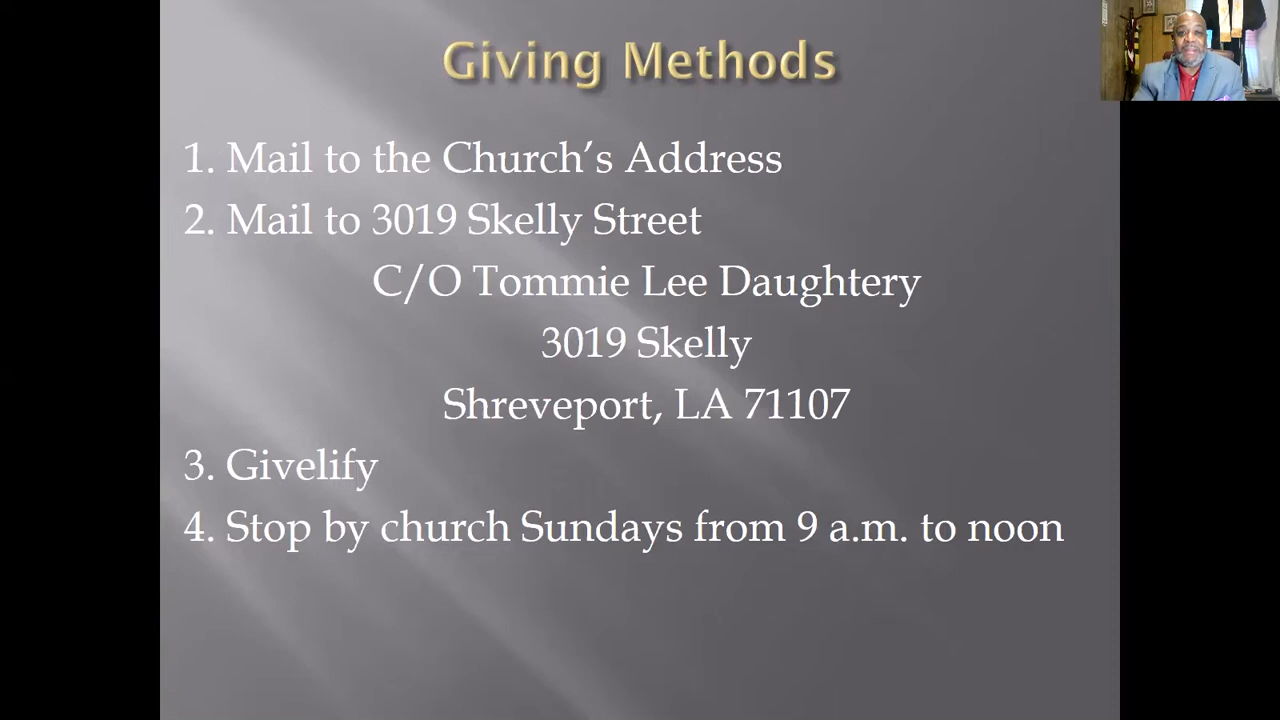 Giving Methods
1. Mail to the Church’s Address
2. Mail to 3019 Skelly Street
C/O Tommie Lee Daughtery
3019 Skelly
Shreveport, LA 71107
3. Givelify
4. Stop by church Sundays from 9 a.m. to noon